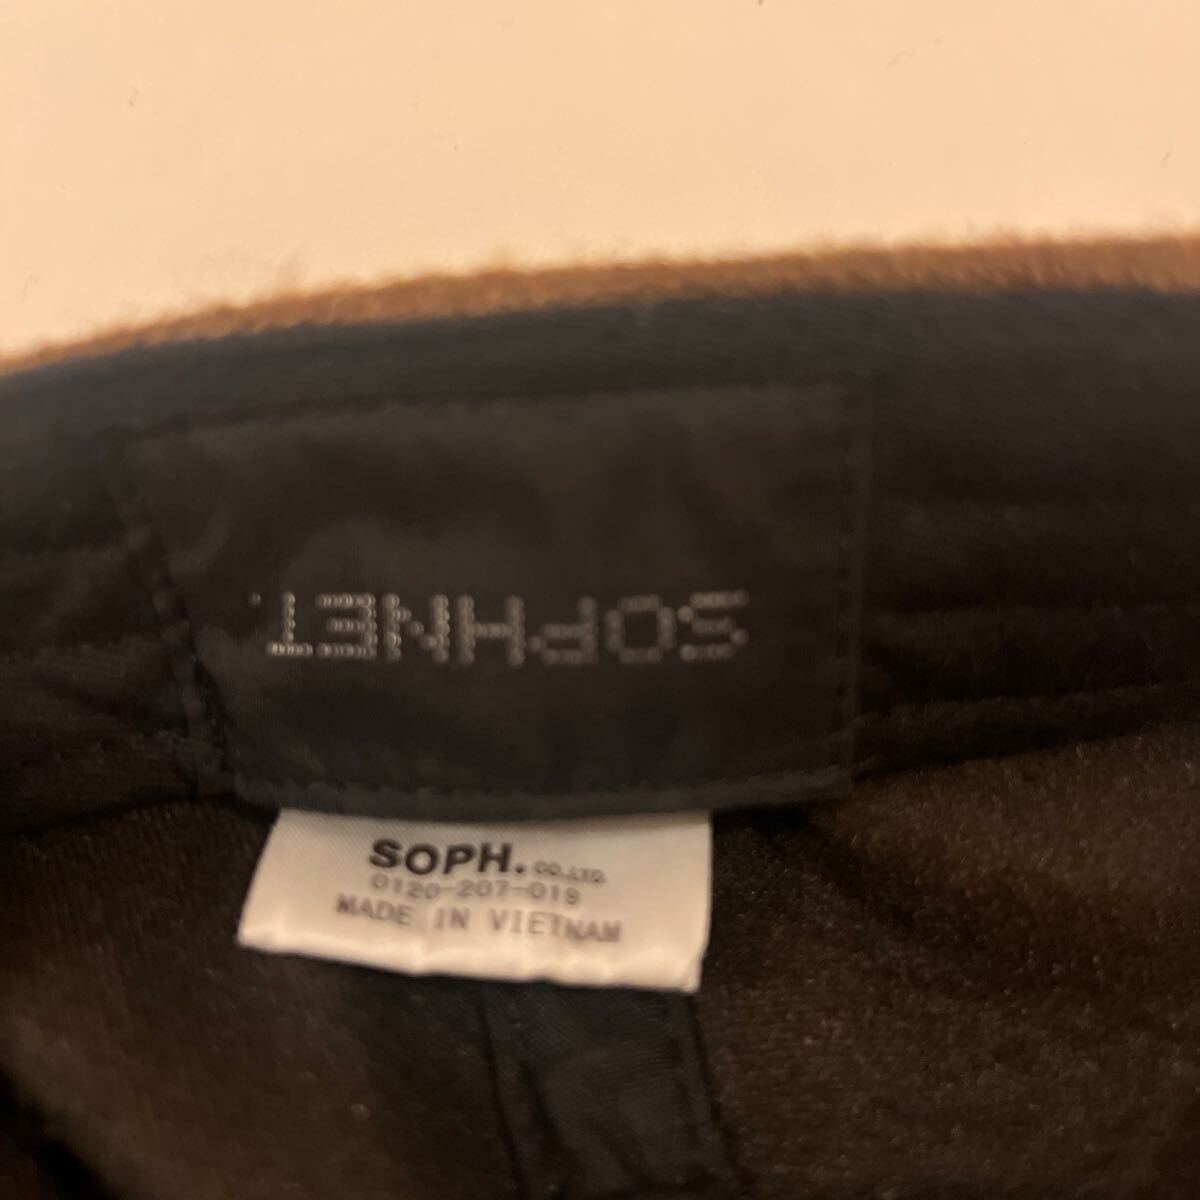 SOPHNET.
SOPH. CO.,LTD.
0120-207-019
MADE IN VIETNAM